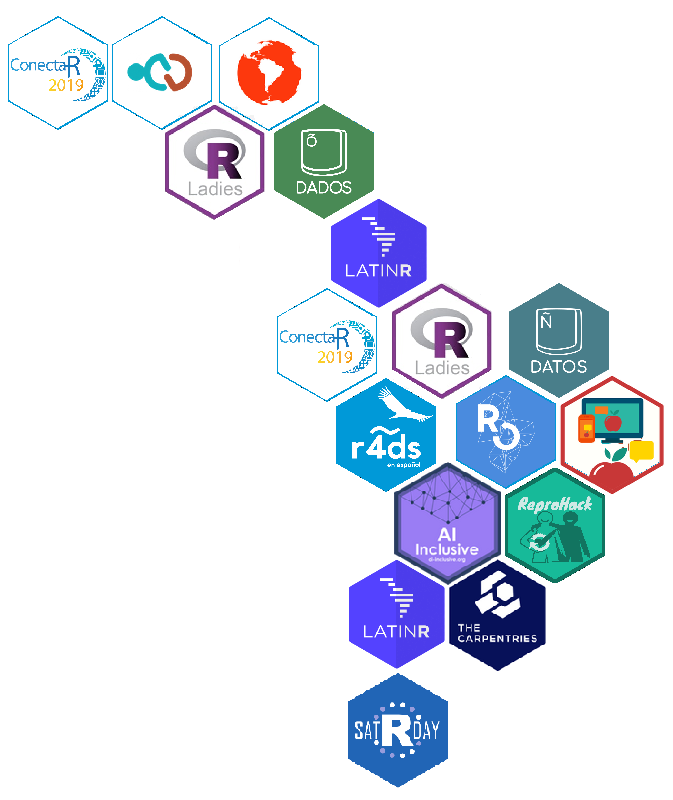 ConectaR
2019
R
Ladies
Õ
DADOS
LATINR
ConectaR
2019
R
Ladies
Ñ
DATOS
r4ds
en español
R
AI
Inclusive
ai-inclusive.org
ReproHack
LATINR
THE
CARPENTRIES
SATRDAY